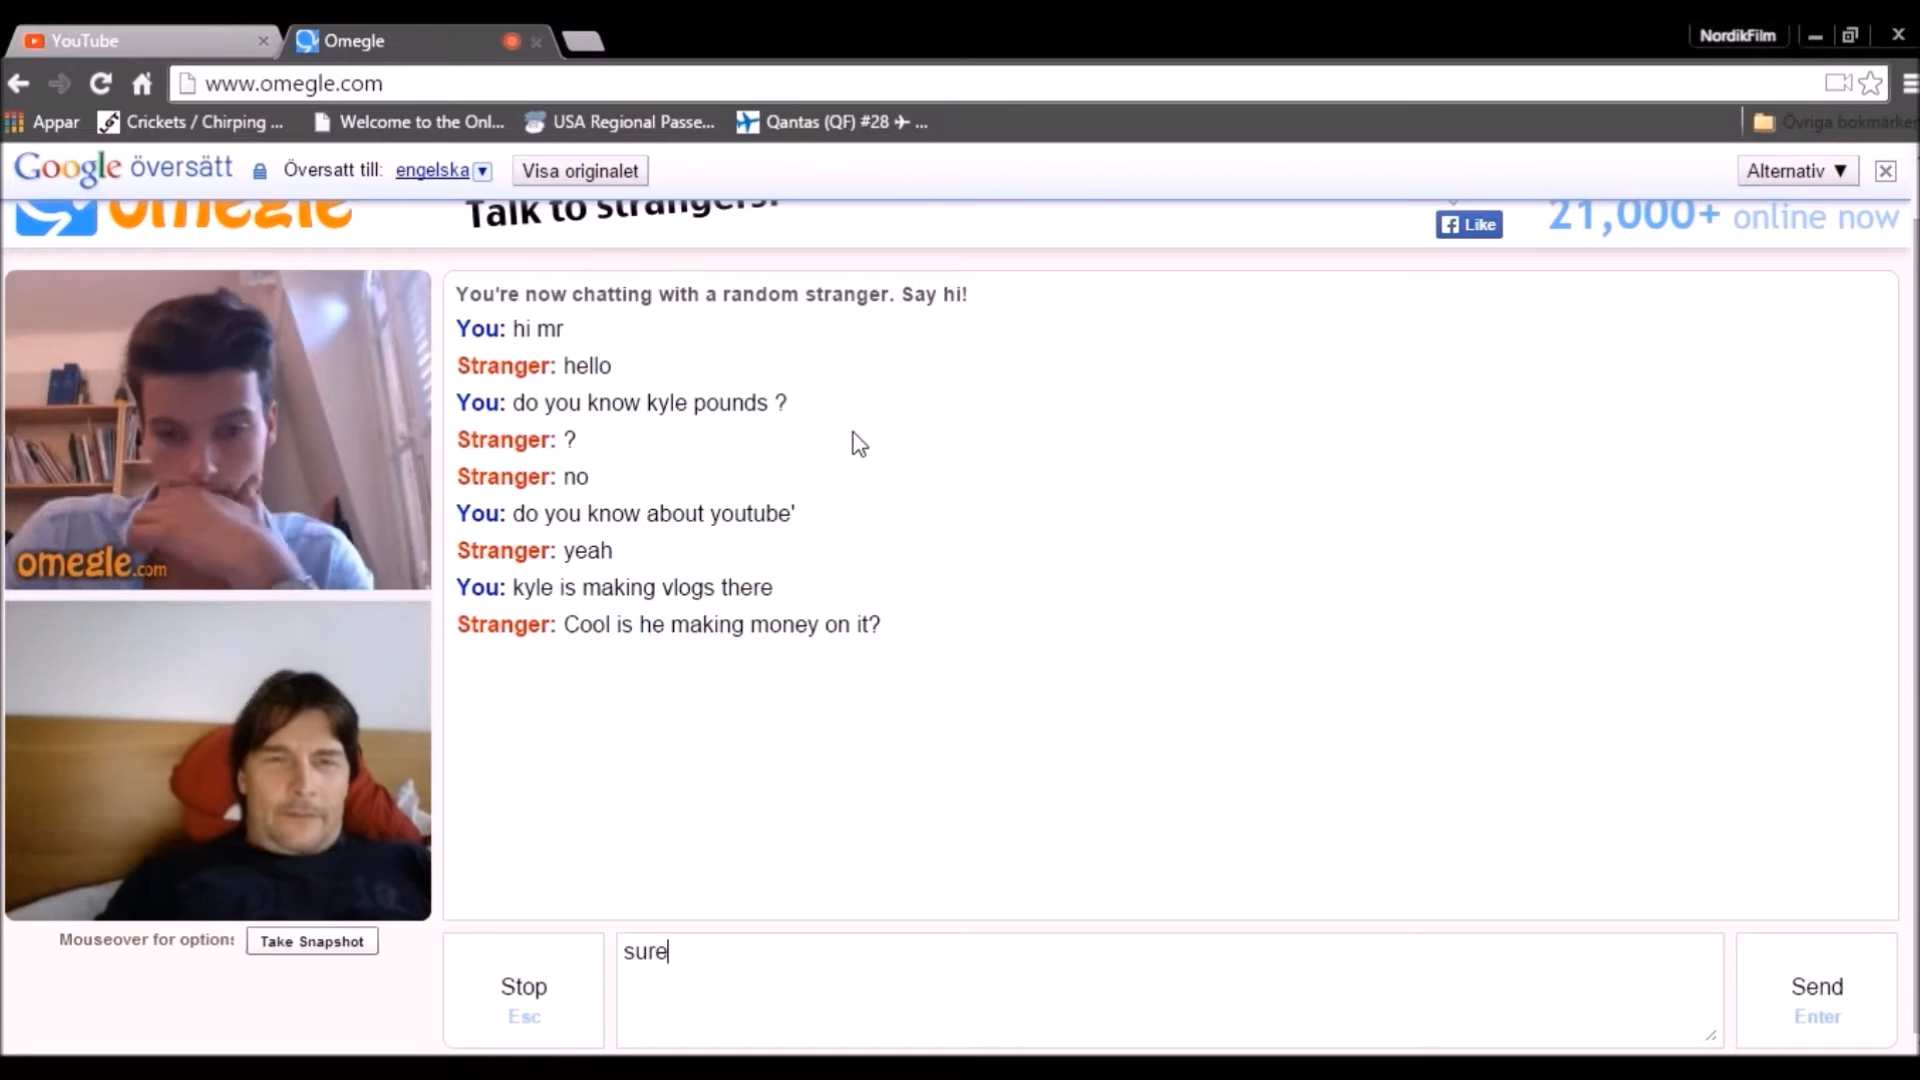 YouTube
Omegle
NordikFilm
www.omegle.com
Appar
Crickets / Chirping ...
Welcome to the Onl...
USA Regional Passe...
Qantas (QF) #28 ✈ ...
Övriga bokmärken
Google översätt
Översatt till: engelska
Visa originalet
Alternativ ▼
omegle
Talk to strangers!
Like
21,000+ online now
omegle.com
You're now chatting with a random stranger. Say hi!
You: hi mr
Stranger: hello
You: do you know kyle pounds ?
Stranger: ?
Stranger: no
You: do you know about youtube'
Stranger: yeah
You: kyle is making vlogs there
Stranger: Cool is he making money on it?
Mouseover for options
Take Snapshot
Stop
Esc
sure
Send
Enter